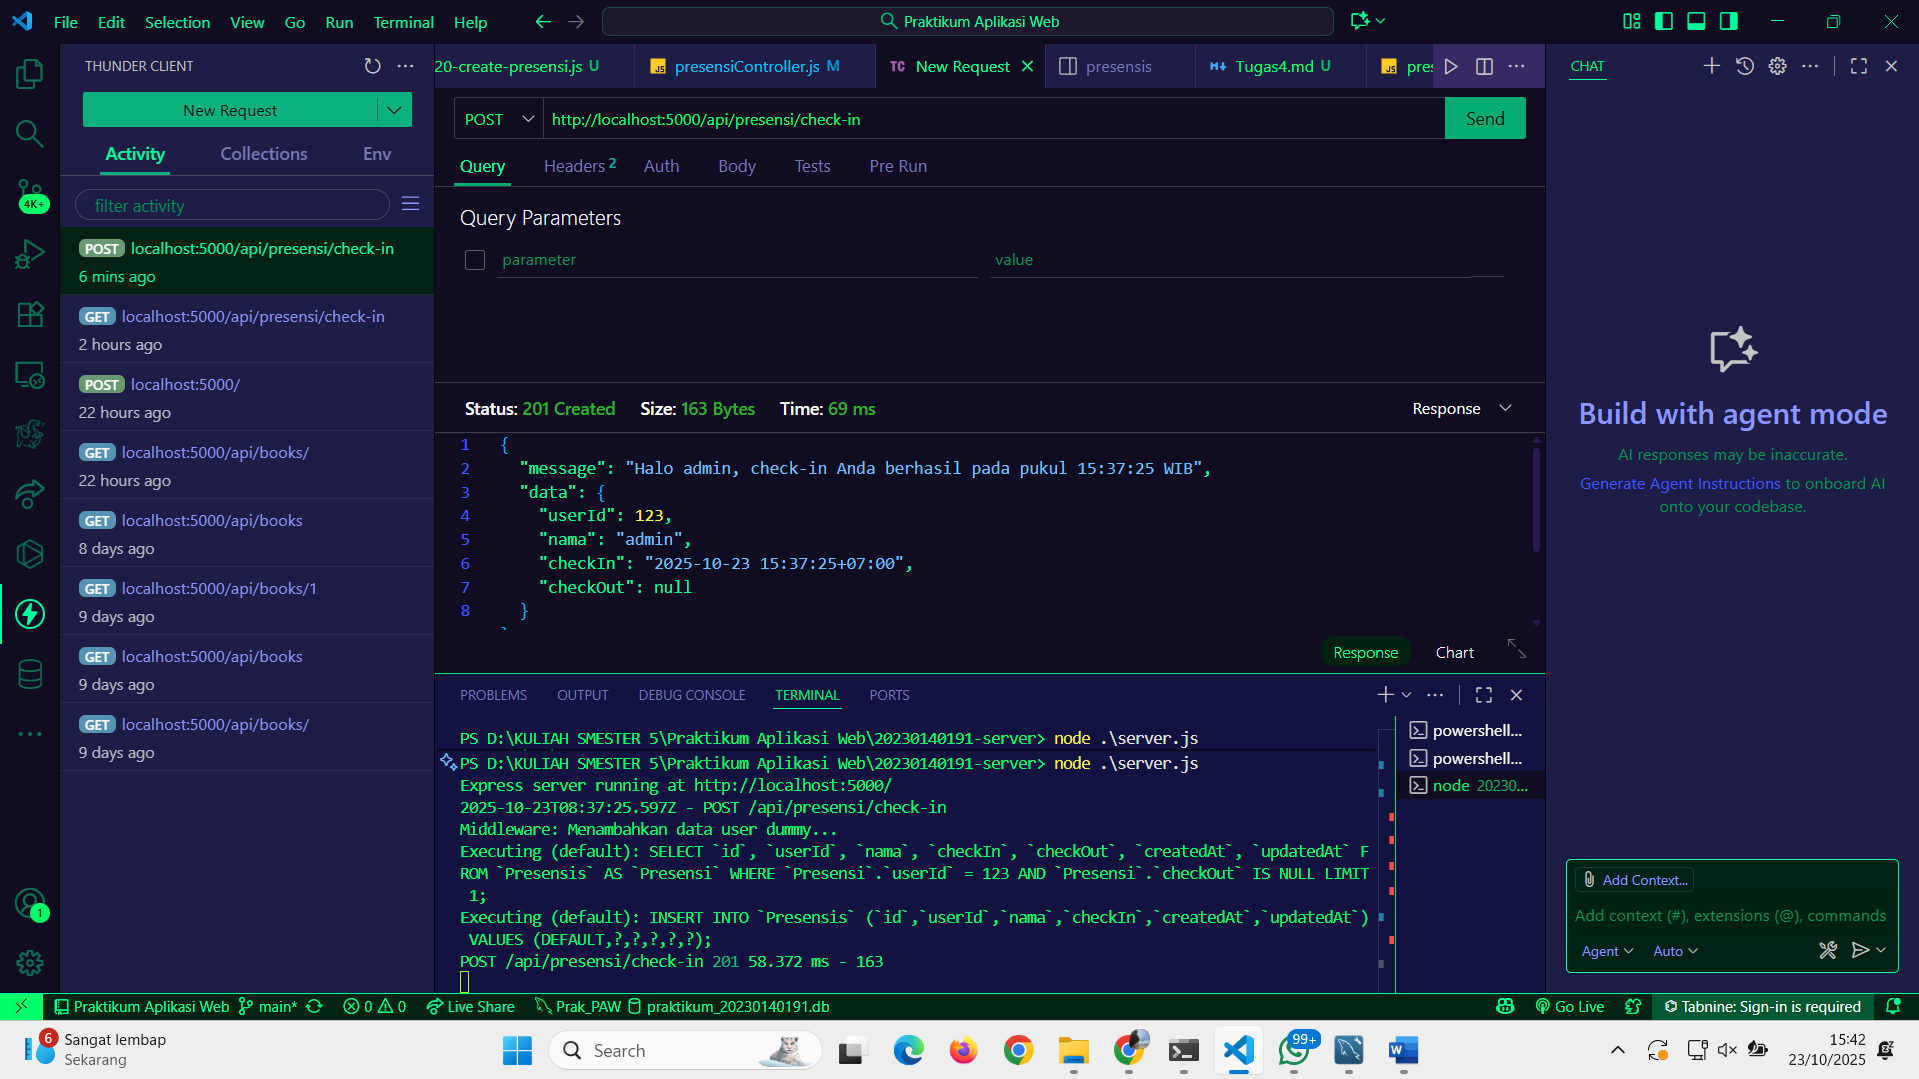 File Edit Selection View Go Run Terminal Help
Praktikum Aplikasi Web
THUNDER CLIENT
New Request
Activity Collections Env
filter activity
POST localhost:5000/api/presensi/check-in
6 mins ago
GET localhost:5000/api/presensi/check-in
2 hours ago
POST localhost:5000/
22 hours ago
GET localhost:5000/api/books/
22 hours ago
GET localhost:5000/api/books
8 days ago
GET localhost:5000/api/books/1
9 days ago
GET localhost:5000/api/books
9 days ago
GET localhost:5000/api/books/
9 days ago
4K+
1
20-create-presensi.js U
JS presensiController.js M
TC New Request
presensis
Tugas4.md U
JS pres
POST
http://localhost:5000/api/presensi/check-in
Send
Query Headers 2 Auth Body Tests Pre Run
Query Parameters
parameter value
Status: 201 Created Size: 163 Bytes Time: 69 ms
Response
1 {
2 "message": "Halo admin, check-in Anda berhasil pada pukul 15:37:25 WIB",
3 "data": {
4 "userId": 123,
5 "nama": "admin",
6 "checkIn": "2025-10-23 15:37:25+07:00",
7 "checkOut": null
8 }
Response Chart
PROBLEMS OUTPUT DEBUG CONSOLE TERMINAL PORTS
PS D:\KULIAH SMESTER 5\Praktikum Aplikasi Web\20230140191-server> node .\server.js
PS D:\KULIAH SMESTER 5\Praktikum Aplikasi Web\20230140191-server> node .\server.js
Express server running at http://localhost:5000/
2025-10-23T08:37:25.597Z - POST /api/presensi/check-in
Middleware: Menambahkan data user dummy...
Executing (default): SELECT `id`, `userId`, `nama`, `checkIn`, `checkOut`, `createdAt`, `updatedAt` F
ROM `Presensis` AS `Presensi` WHERE `Presensi`.`userId` = 123 AND `Presensi`.`checkOut` IS NULL LIMIT
1;
Executing (default): INSERT INTO `Presensis` (`id`,`userId`,`nama`,`checkIn`,`createdAt`,`updatedAt`)
VALUES (DEFAULT,?,?,?,?,?);
POST /api/presensi/check-in 201 58.372 ms - 163
powershell...
powershell...
node 20230...
CHAT
Build with agent mode
AI responses may be inaccurate.
Generate Agent Instructions to onboard AI
onto your codebase.
Add Context...
Add context (#), extensions (@), commands
Agent Auto
Praktikum Aplikasi Web main* 0 0 Live Share Prak_PAW praktikum_20230140191.db
Go Live Tabnine: Sign-in is required
6
Sangat lembap
Sekarang
Search
99+
15:42
23/10/2025